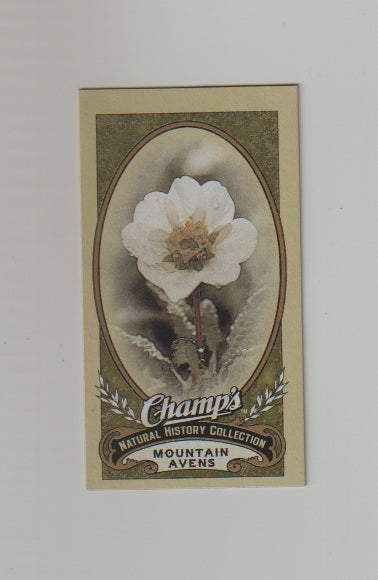 Champ's
Natural History Collection
Mountain
Avens